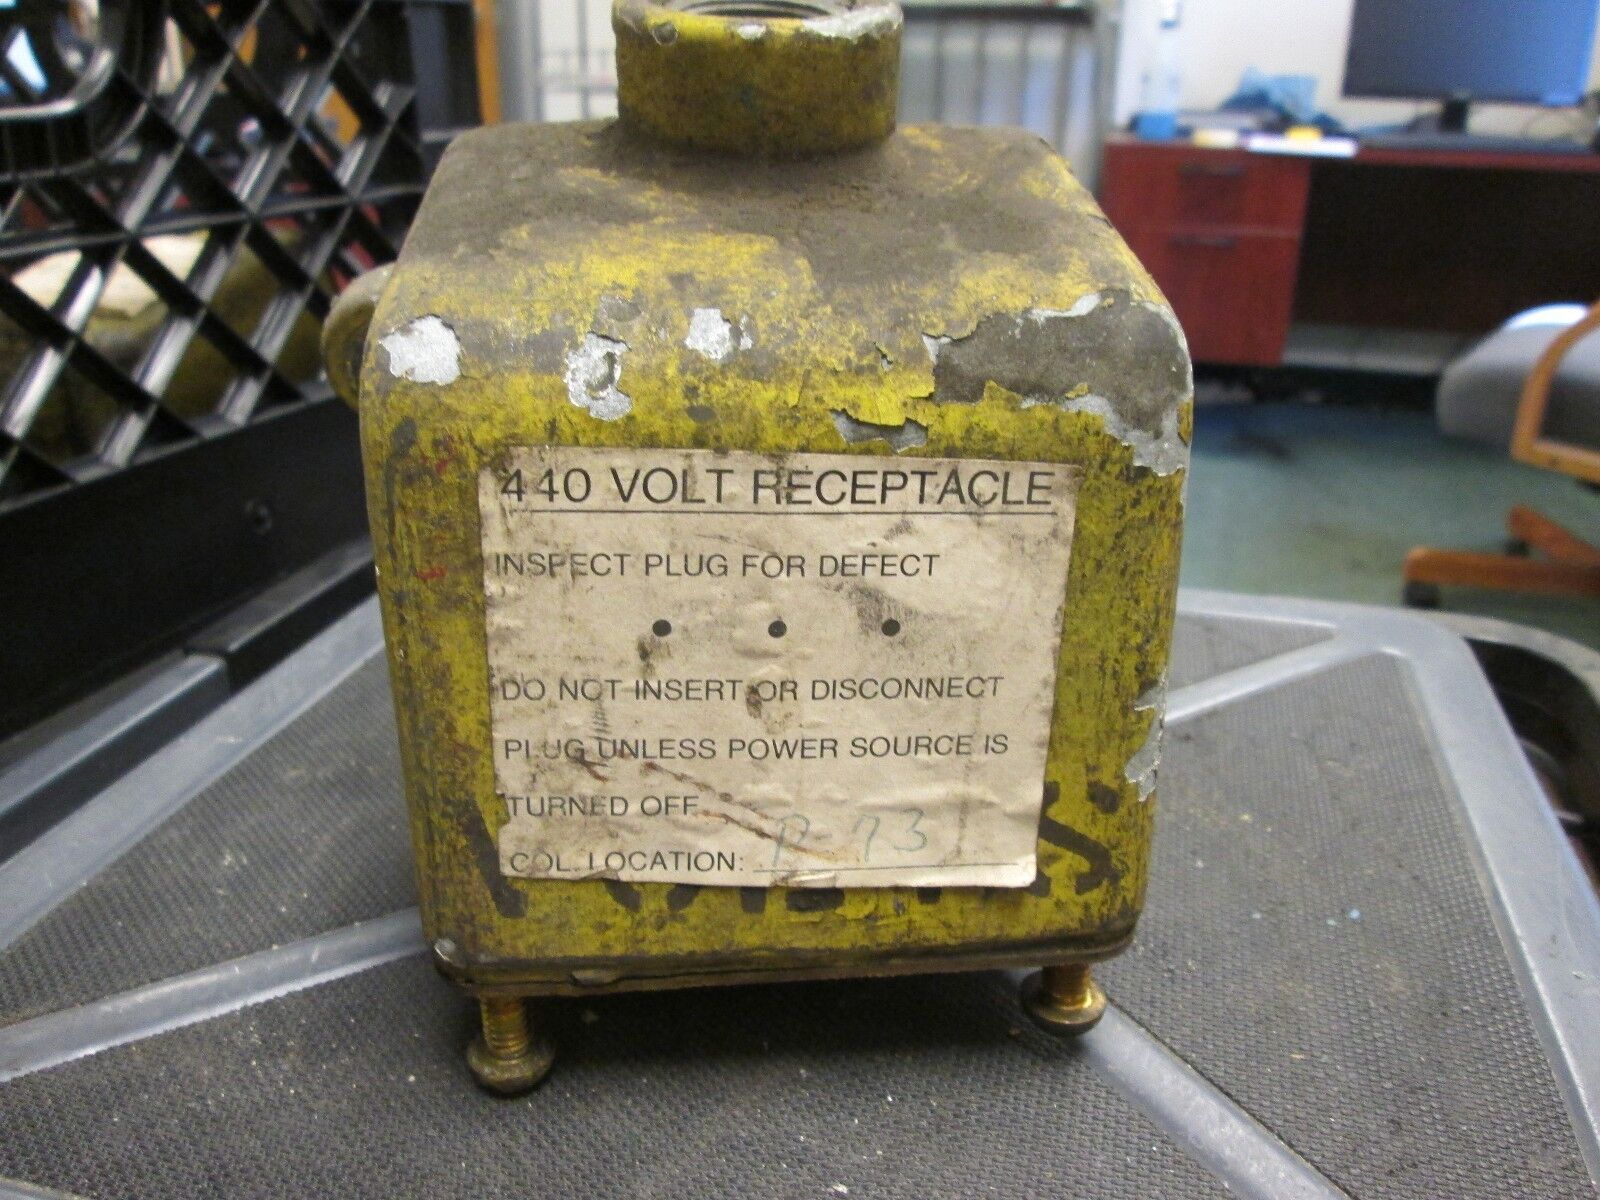 440 VOLT RECEPTACLE
INSPECT PLUG FOR DEFECT
DO NOT INSERT OR DISCONNECT
PLUG UNLESS POWER SOURCE IS
TURNED OFF
COL. LOCATION: P-73